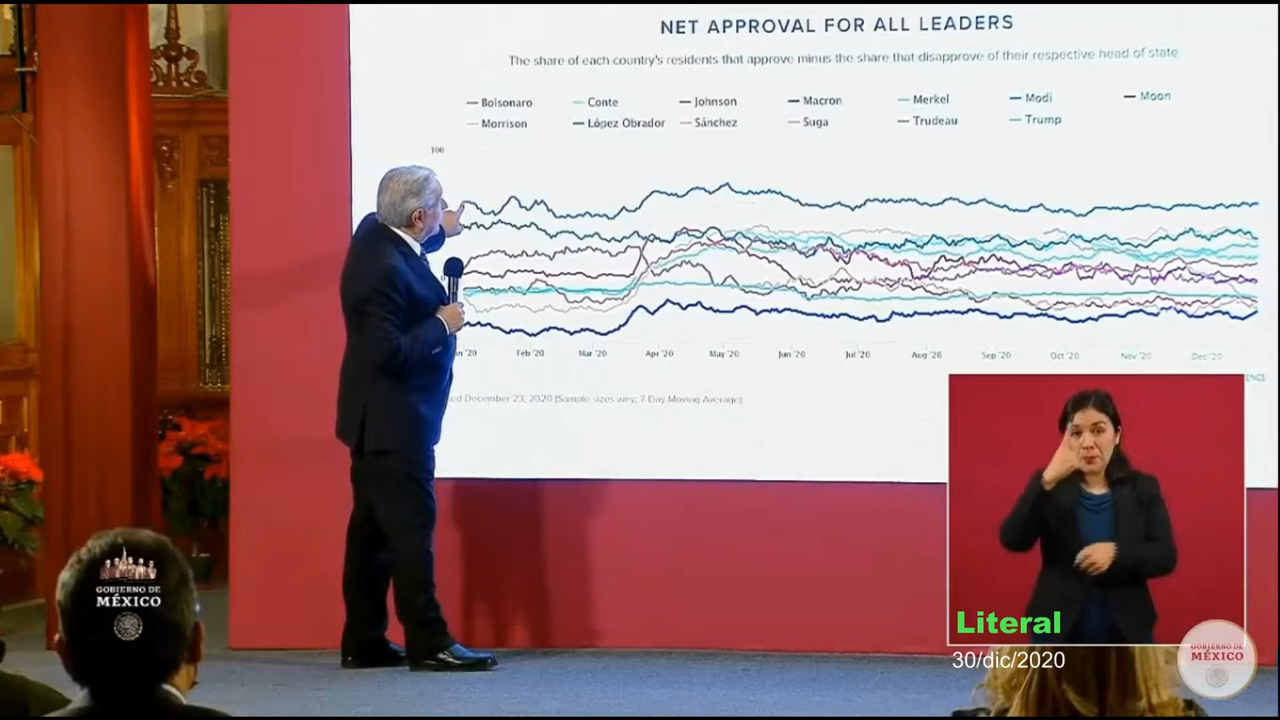 NET APPROVAL FOR ALL LEADERS
The share of each country's residents that approve minus the share that disapprove of their respective head of state
Bolsonaro Conte Johnson Macron Merkel Modi Moon
Morrison López Obrador Sánchez Suga Trudeau Trump
100
'20 Feb '20 Mar '20 Apr '20 May '20 Jun '20 Jul '20 Aug '20 Sep '20 Oct '20 Nov '20 Dec '20
December 23, 2020 (Sample sizes vary; 7-Day Moving Average)
GOBIERNO DE
MÉXICO
Literal
30/dic/2020
GOBIERNO DE
MÉXICO